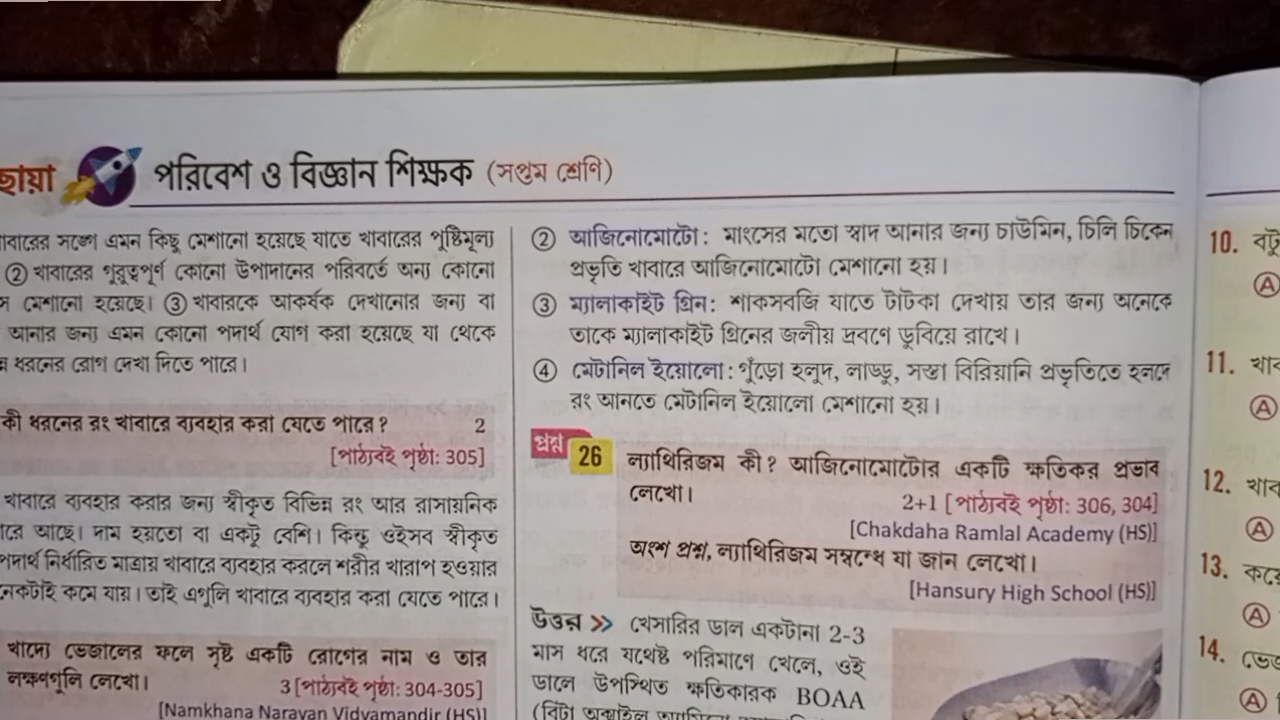 ছায়া
পরিবেশ ও বিজ্ঞান শিক্ষক (সপ্তম শ্রেণি)
সঙ্গে এমন কিছু মেশানো হয়েছে যাতে খাবারের পুষ্টিমূল্য
② খাবারের গুরুত্বপূর্ণ কোনো উপাদানের পরিবর্তে অন্য কোনো
মেশানো হয়েছে। ③ খাবারকে আকর্ষক দেখানোর জন্য বা
আনার জন্য এমন কোনো পদার্থ যোগ করা হয়েছে যা থেকে
ধরনের রোগ দেখা দিতে পারে।
কী ধরনের রং খাবারে ব্যবহার করা যেতে পারে? 2
[পাঠ্যবই পৃষ্ঠা: 305]
খাবারে ব্যবহার করার জন্য স্বীকৃত বিভিন্ন রং আর রাসায়নিক
আছে। দাম হয়তো বা একটু বেশি। কিন্তু ওইসব স্বীকৃত
পদার্থ নির্ধারিত মাত্রায় খাবারে ব্যবহার করলে শরীর খারাপ হওয়ার
কমে যায়। তাই এগুলি খাবারে ব্যবহার করা যেতে পারে।
খাদ্যে ভেজালের ফলে সৃষ্ট একটি রোগের নাম ও তার
লক্ষণগুলি লেখো। 3 [পাঠ্যবই পৃষ্ঠা: 304-305]
[Namkhana Narayan Vidyamandir (HS)]
② আজিনোমোটো: মাংসের মতো স্বাদ আনার জন্য চাউমিন, চিলি চিকেন
প্রভৃতি খাবারে আজিনোমোটো মেশানো হয়।
③ ম্যালাকাইট গ্রিন: শাকসবজি যাতে টাটকা দেখায় তার জন্য অনেকে
তাকে ম্যালাকাইট গ্রিনের জলীয় দ্রবণে ডুবিয়ে রাখে।
④ মেটানিল ইয়োলো: গুঁড়ো হলুদ, লাড্ডু, সস্তা বিরিয়ানি প্রভৃতিতে হলদে
রং আনতে মেটানিল ইয়োলো মেশানো হয়।
প্রশ্ন 26 ল্যাথিরিজম কী? আজিনোমোটোর একটি ক্ষতিকর প্রভাব
লেখো। 2+1 [পাঠ্যবই পৃষ্ঠা: 306, 304]
[Chakdaha Ramlal Academy (HS)]
অংশ প্রশ্ন, ল্যাথিরিজম সম্বন্ধে যা জান লেখো।
[Hansury High School (HS)]
উত্তর >> খেসারির ডাল একটানা 2-3
মাস ধরে যথেষ্ট পরিমাণে খেলে, ওই
ডালে উপস্থিত ক্ষতিকারক BOAA
10.
Ⓐ
11.
Ⓐ
12.
Ⓐ
13.
Ⓐ
14.
Ⓐ